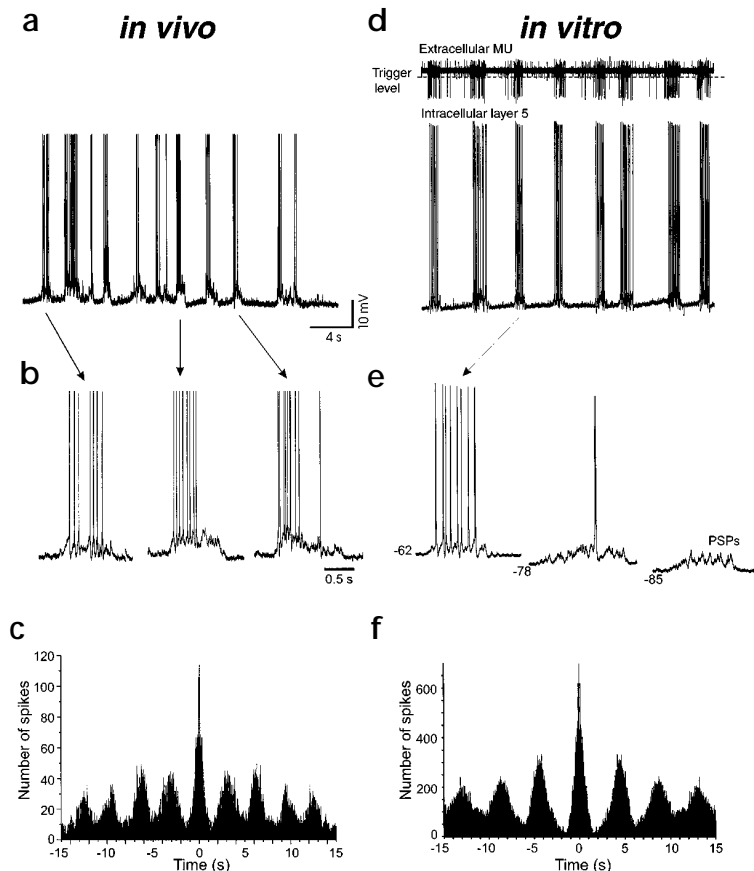 a
in vivo
4 s
10 mV
b
0.5 s
c
Number of spikes
120
100
80
60
40
20
0
-15
-10
-5
0
5
10
15
Time (s)
d
in vitro
Extracellular MU
Trigger
level
Intracellular layer 5
e
-62
-78
-85
PSPs
f
Number of spikes
600
400
200
0
-15
-10
-5
0
5
10
15
Time (s)